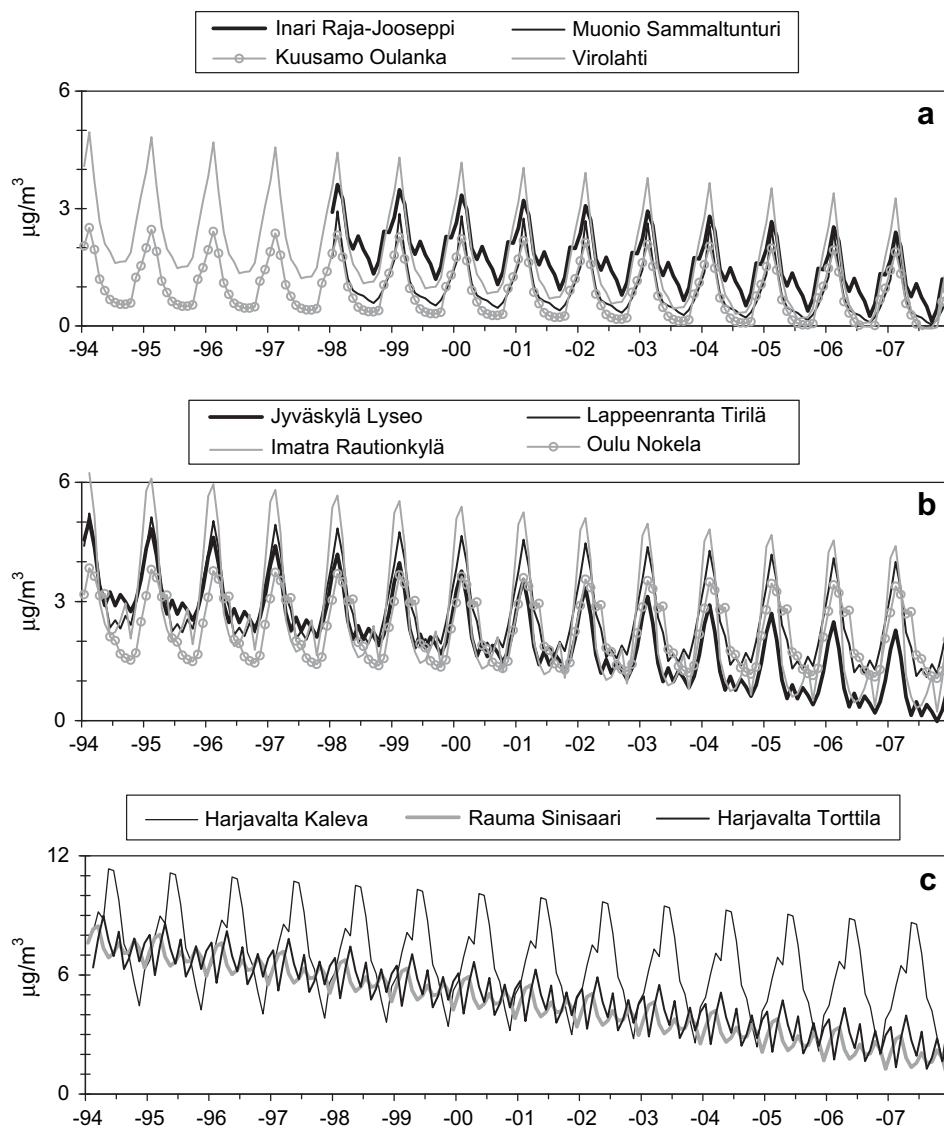 Inari Raja-Jooseppi Muonio Sammaltunturi
Kuusamo Oulanka Virolahti
a
6
3
0
µg/m³
-94 -95 -96 -97 -98 -99 -00 -01 -02 -03 -04 -05 -06 -07
Jyväskylä Lyseo Lappeenranta Tirilä
Imatra Rautionkylä Oulu Nokela
b
6
3
0
µg/m³
-94 -95 -96 -97 -98 -99 -00 -01 -02 -03 -04 -05 -06 -07
Harjavalta Kaleva Rauma Sinisaari Harjavalta Torttila
c
12
6
0
µg/m³
-94 -95 -96 -97 -98 -99 -00 -01 -02 -03 -04 -05 -06 -07